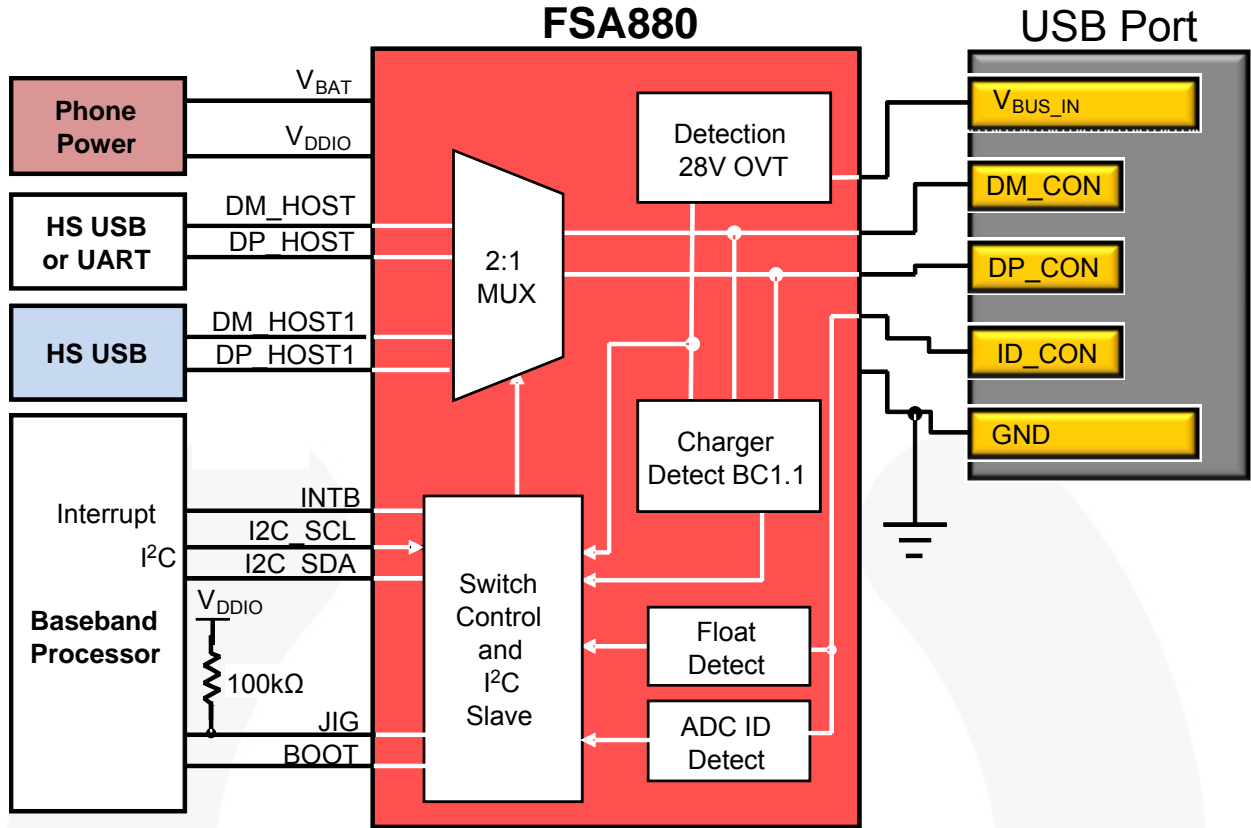 FSA880
USB Port
Phone
Power
V_BAT
V_DDIO
HS USB
or UART
DM_HOST
DP_HOST
HS USB
DM_HOST1
DP_HOST1
Interrupt
I²C
Baseband
Processor
INTB
I2C_SCL
I2C_SDA
V_DDIO
100kΩ
JIG
BOOT
2:1
MUX
Detection
28V OVT
Charger
Detect BC1.1
Switch
Control
and
I²C
Slave
Float
Detect
ADC ID
Detect
V_BUS_IN
DM_CON
DP_CON
ID_CON
GND